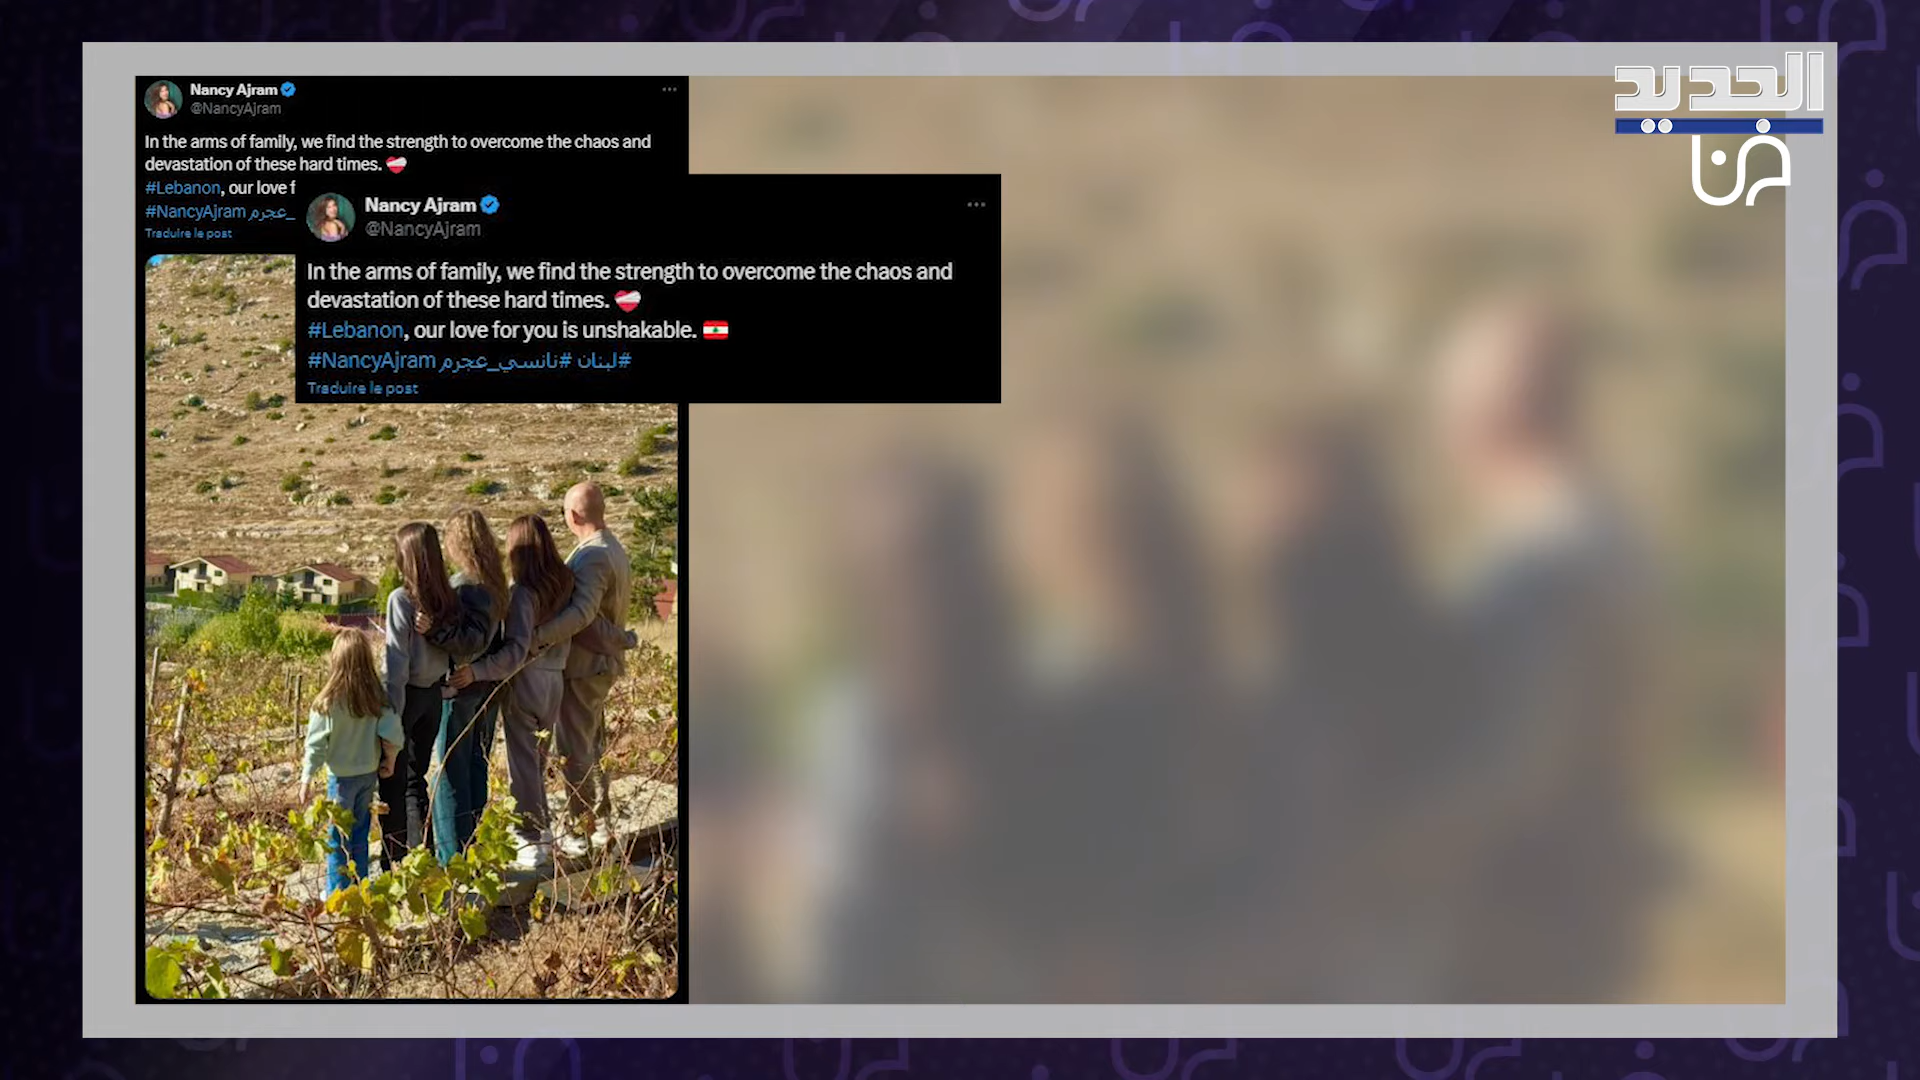 الجديد
فن
Nancy Ajram
@NancyAjram
In the arms of family, we find the strength to overcome the chaos and
devastation of these hard times.
#Lebanon, our love f
#NancyAjram عجرم_
Traduire le post
Nancy Ajram
@NancyAjram
In the arms of family, we find the strength to overcome the chaos and
devastation of these hard times. ❤️‍🩹
#Lebanon, our love for you is unshakable. 🇱🇧
#NancyAjram #لبنان #نانسي_عجرم
Traduire le post